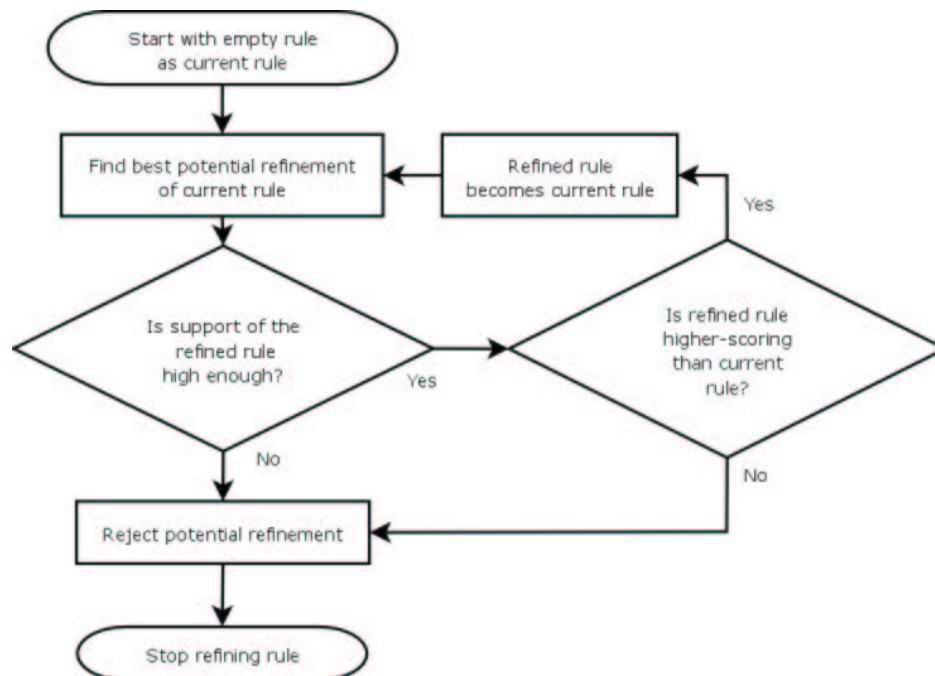 Start with empty rule
as current rule
Find best potential refinement
of current rule
Refined rule
becomes current rule
Yes
Is support of the
refined rule
high enough?
Yes
Is refined rule
higher-scoring
than current
rule?
No
No
Reject potential refinement
Stop refining rule